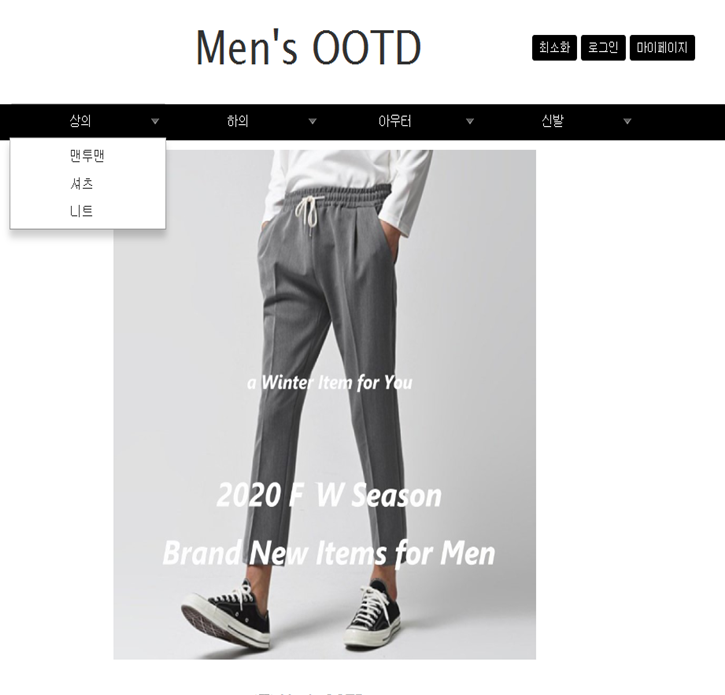 Men's OOTD
최소화 로그인 마이페이지
상의 하의 아우터 신발
맨투맨
셔츠
니트
a Winter Item for You
2020 F W Season
Brand New Items for Men